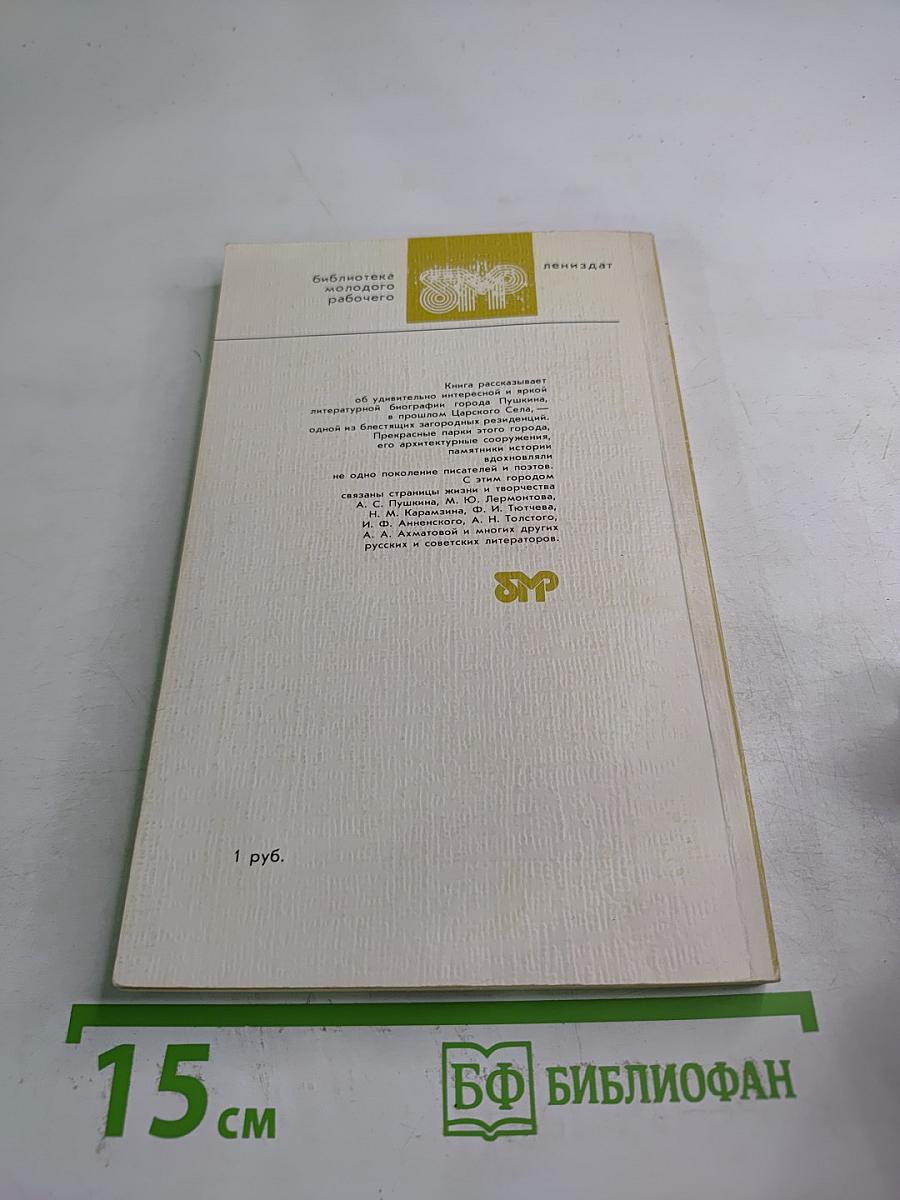 библиотека
молодого
рабочего
бмр
лениздат
Книга рассказывает
об удивительно интересной и яркой
литературной биографии города Пушкина,
в прошлом Царского Села, —
одной из блестящих загородных резиденций.
Прекрасные парки этого города,
его архитектурные сооружения,
памятники истории
вдохновляли
не одно поколение писателей и поэтов.
С этим городом
связаны страницы жизни и творчества
А. С. Пушкина, М. Ю. Лермонтова,
Н. М. Карамзина, Ф. И. Тютчева,
И. Ф. Анненского, А. Н. Толстого,
А. А. Ахматовой и многих других
русских и советских литераторов.
бмр
1 руб.
15 см
БФ БИБЛИОФАН